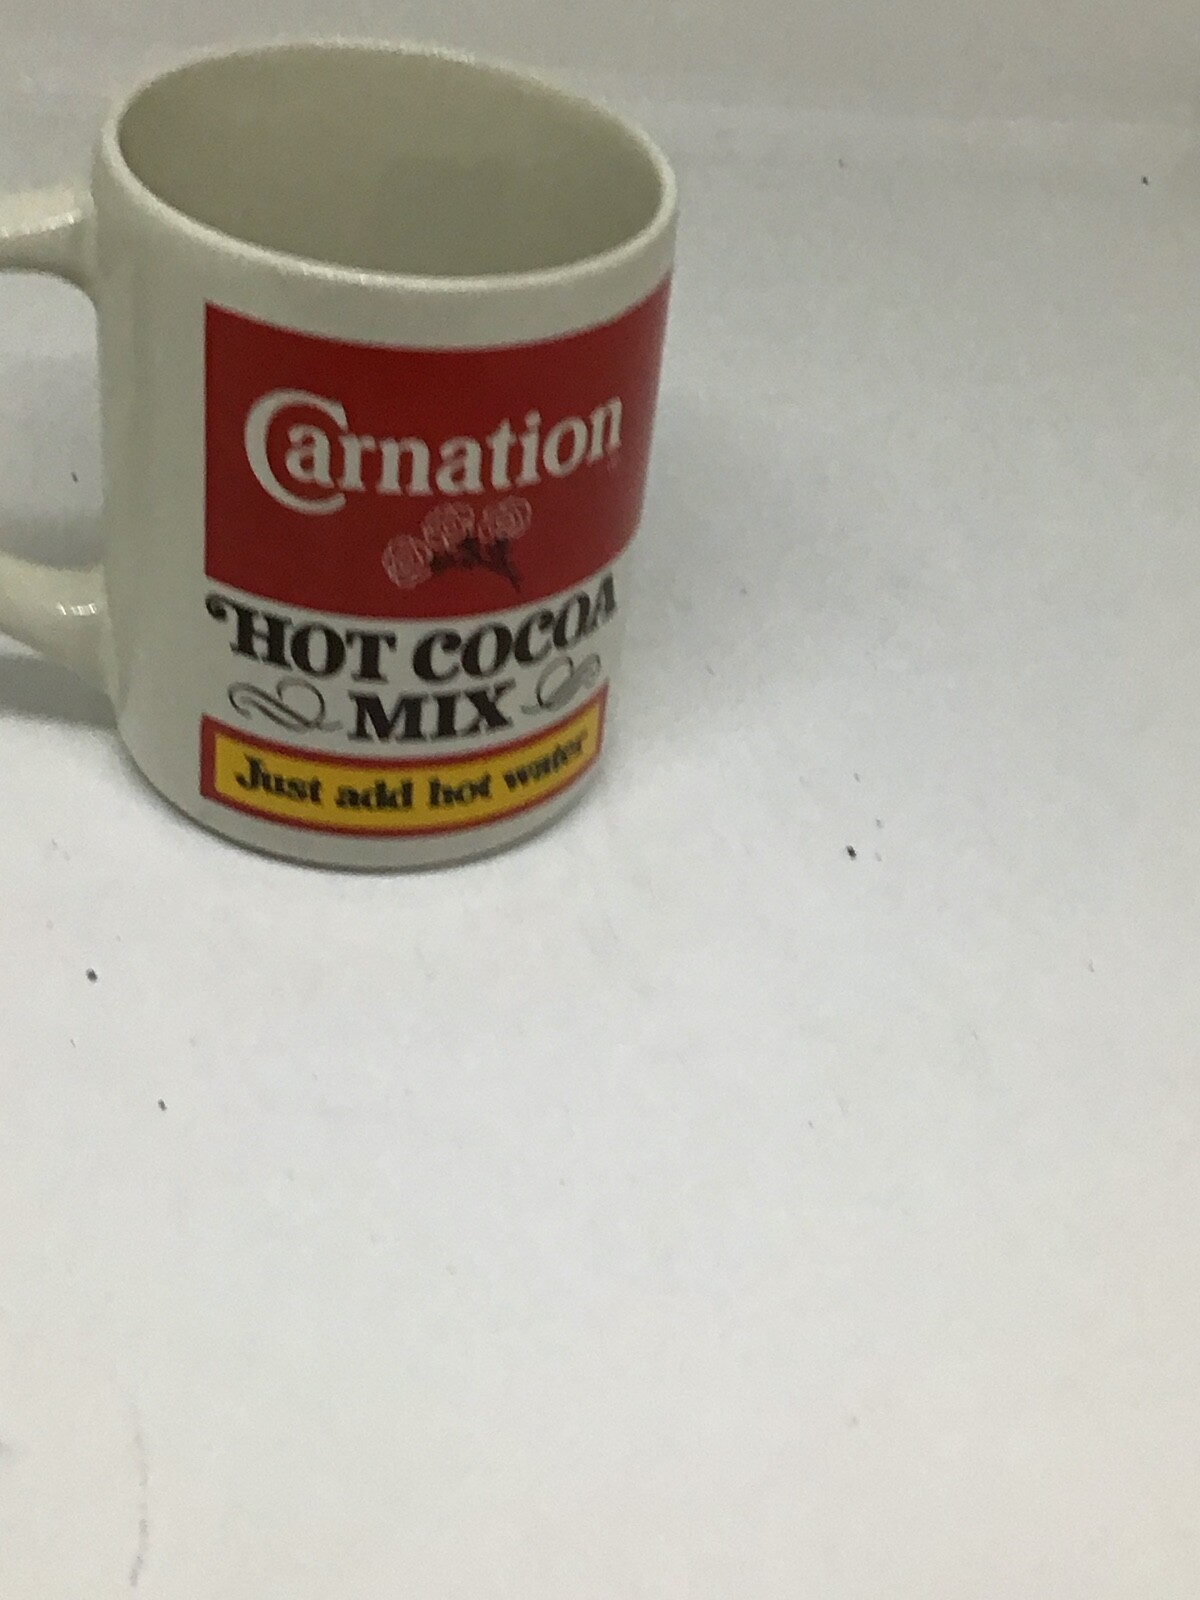 Carnation
HOT COCOA
MIX
Just add hot water